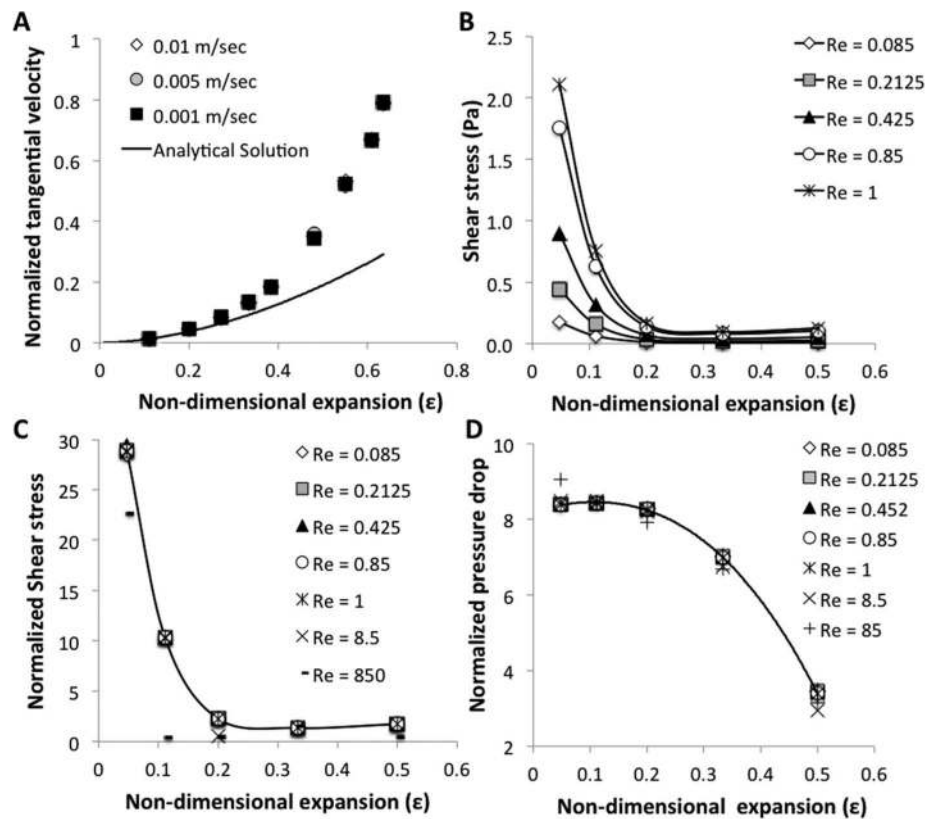 A
Normalized tangential velocity
1
0.8
0.6
0.4
0.2
0
0.01 m/sec
0.005 m/sec
0.001 m/sec
Analytical Solution
0 0.2 0.4 0.6 0.8
Non-dimensional expansion (ε)
B
Shear stress (Pa)
2.5
2.0
1.5
1.0
0.5
0.0
Re = 0.085
Re = 0.2125
Re = 0.425
Re = 0.85
Re = 1
0 0.1 0.2 0.3 0.4 0.5 0.6
Non-dimensional expansion (ε)
C
Normalized Shear stress
30
25
20
15
10
5
0
Re = 0.085
Re = 0.2125
Re = 0.425
Re = 0.85
Re = 1
Re = 8.5
Re = 850
0 0.1 0.2 0.3 0.4 0.5 0.6
Non-dimensional expansion (ε)
D
Normalized pressure drop
10
8
6
4
2
Re = 0.085
Re = 0.2125
Re = 0.452
Re = 0.85
Re = 1
Re = 8.5
Re = 85
0 0.1 0.2 0.3 0.4 0.5 0.6
Non-dimensional expansion (ε)